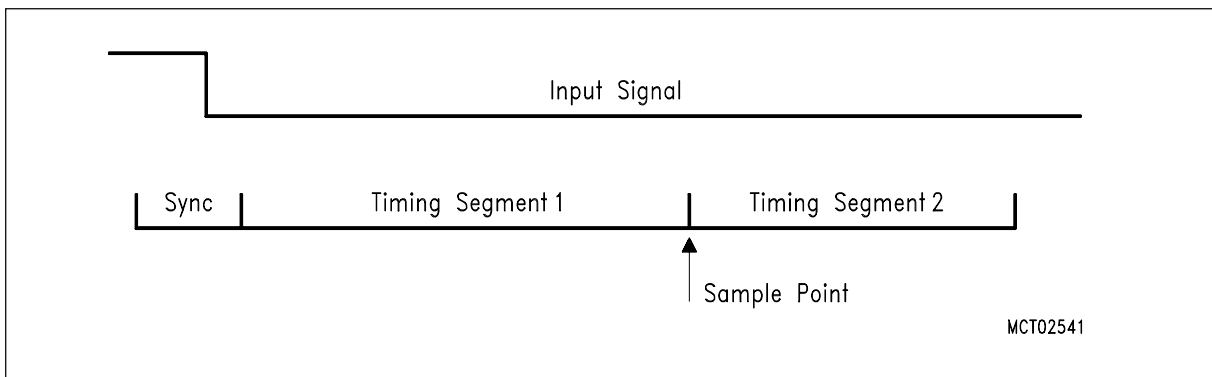 Input Signal
Sync Timing Segment 1 Timing Segment 2
Sample Point
MCT02541